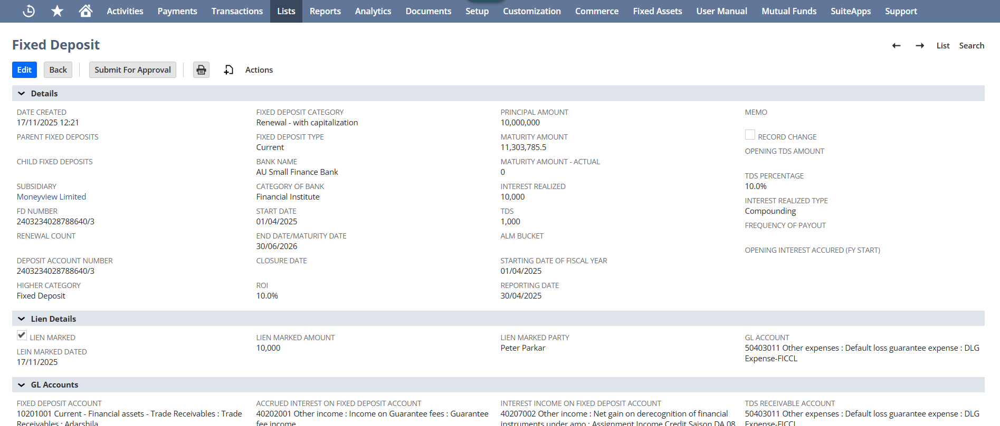 Activities Payments Transactions Lists Reports Analytics Documents Setup Customization Commerce Fixed Assets User Manual Mutual Funds SuiteApps Support
Fixed Deposit
List Search
Edit Back Submit For Approval Actions
Details
DATE CREATED
17/11/2025 12:21
PARENT FIXED DEPOSITS
CHILD FIXED DEPOSITS
SUBSIDIARY
Moneyview Limited
FD NUMBER
2403234028788640/3
RENEWAL COUNT
DEPOSIT ACCOUNT NUMBER
2403234028788640/3
HIGHER CATEGORY
Fixed Deposit
FIXED DEPOSIT CATEGORY
Renewal - with capitalization
FIXED DEPOSIT TYPE
Current
BANK NAME
AU Small Finance Bank
CATEGORY OF BANK
Financial Institute
START DATE
01/04/2025
END DATE/MATURITY DATE
30/06/2026
CLOSURE DATE
ROI
10.0%
PRINCIPAL AMOUNT
10,000,000
MATURITY AMOUNT
11,303,785.5
MATURITY AMOUNT - ACTUAL
0
INTEREST REALIZED
10,000
TDS
1,000
ALM BUCKET
STARTING DATE OF FISCAL YEAR
01/04/2025
REPORTING DATE
30/04/2025
MEMO
RECORD CHANGE
OPENING TDS AMOUNT
TDS PERCENTAGE
10.0%
INTEREST REALIZED TYPE
Compounding
FREQUENCY OF PAYOUT
OPENING INTEREST ACCURED (FY START)
Lien Details
LIEN MARKED
LEIN MARKED DATED
17/11/2025
LIEN MARKED AMOUNT
10,000
LIEN MARKED PARTY
Peter Parkar
GL ACCOUNT
50403011 Other expenses : Default loss guarantee expense : DLG
Expense-FICCL
GL Accounts
FIXED DEPOSIT ACCOUNT
10201001 Current - Financial assets - Trade Receivables : Trade
Receivables : Adarshila
ACCRUED INTEREST ON FIXED DEPOSIT ACCOUNT
40202001 Other income : Income on Guarantee fees : Guarantee
fee income
INTEREST INCOME ON FIXED DEPOSIT ACCOUNT
40207002 Other income : Net gain on derecognition of financial
instruments under amo : Assignment Income Credit Saison DA 08
TDS RECEIVABLE ACCOUNT
50403011 Other expenses : Default loss guarantee expense : DLG
Expense-FICCL